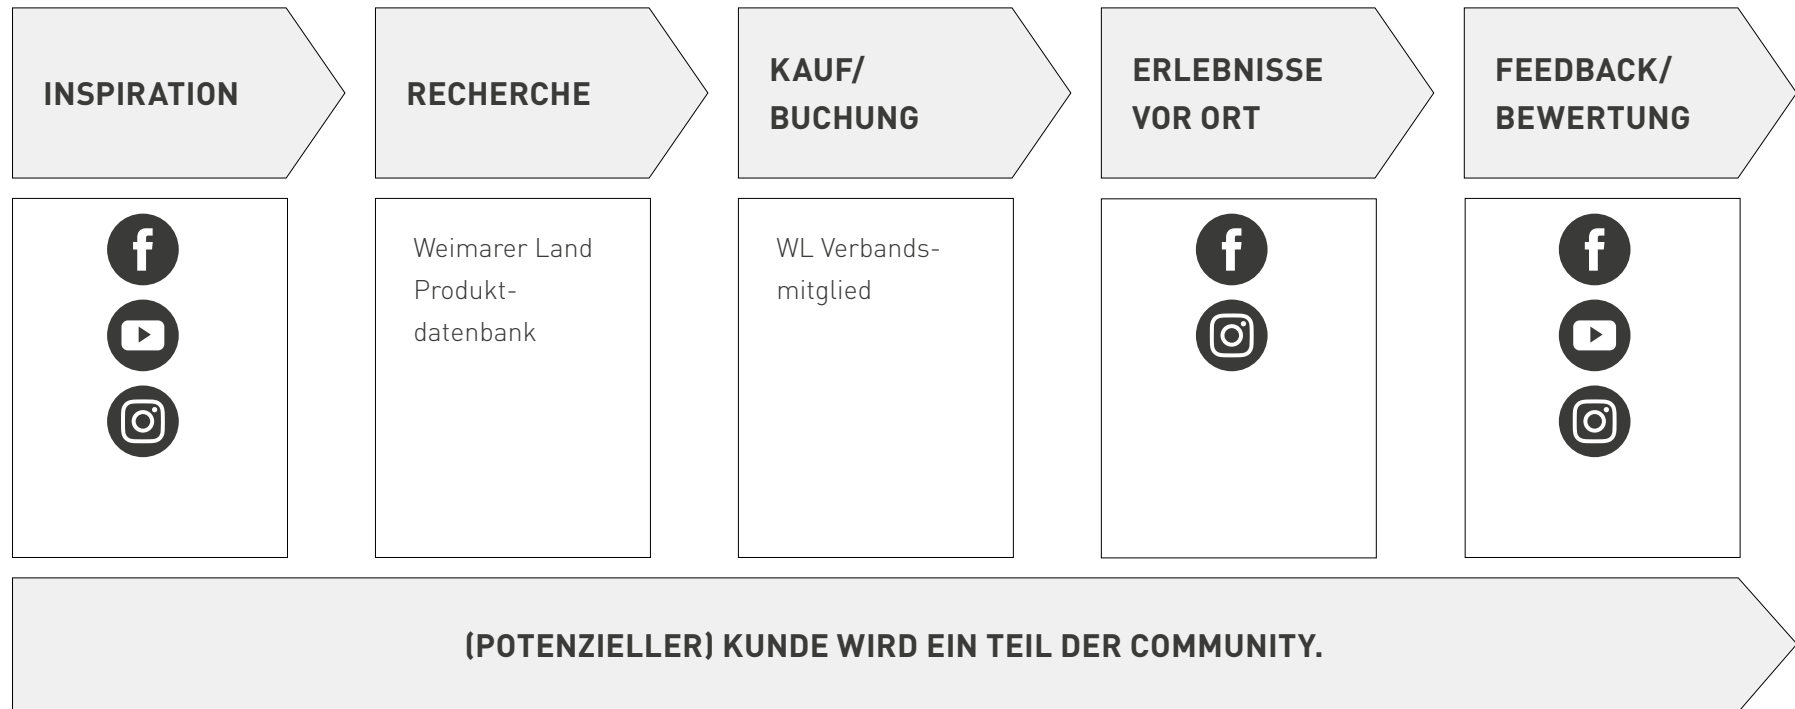 INSPIRATION
RECHERCHE
KAUF/
BUCHUNG
ERLEBNISSE
VOR ORT
FEEDBACK/
BEWERTUNG
Weimarer Land
Produkt-
datenbank
WL Verbands-
mitglied
(POTENZIELLER) KUNDE WIRD EIN TEIL DER COMMUNITY.